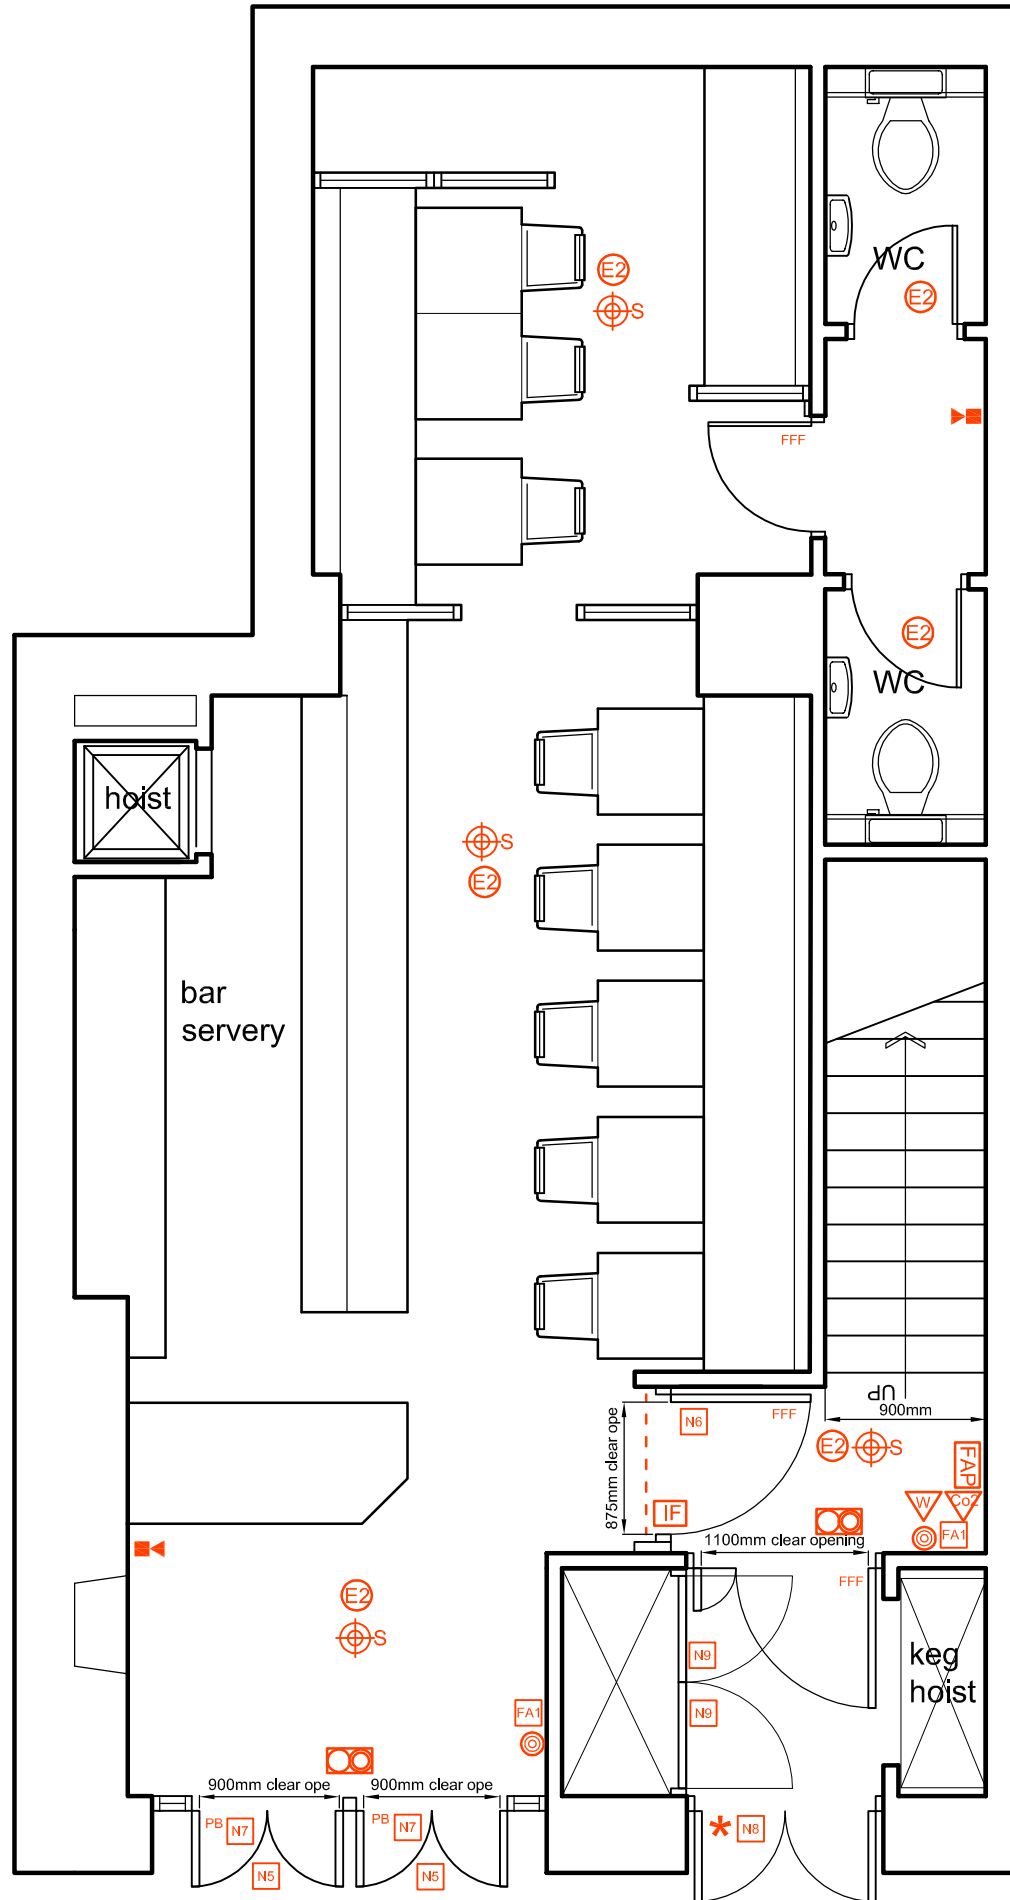 WC
E2
E2
S
FFF
E2
WC
hoist
S
E2
bar
servery
UP
900mm
N6
FFF
875mm clear ope
E2
S
FAP
IF
W
Co2
FA1
1100mm clear opening
FFF
E2
S
N9
keg
hoist
N9
FA1
900mm clear ope
900mm clear ope
PB
N7
PB
N7
* N8
N5
N5